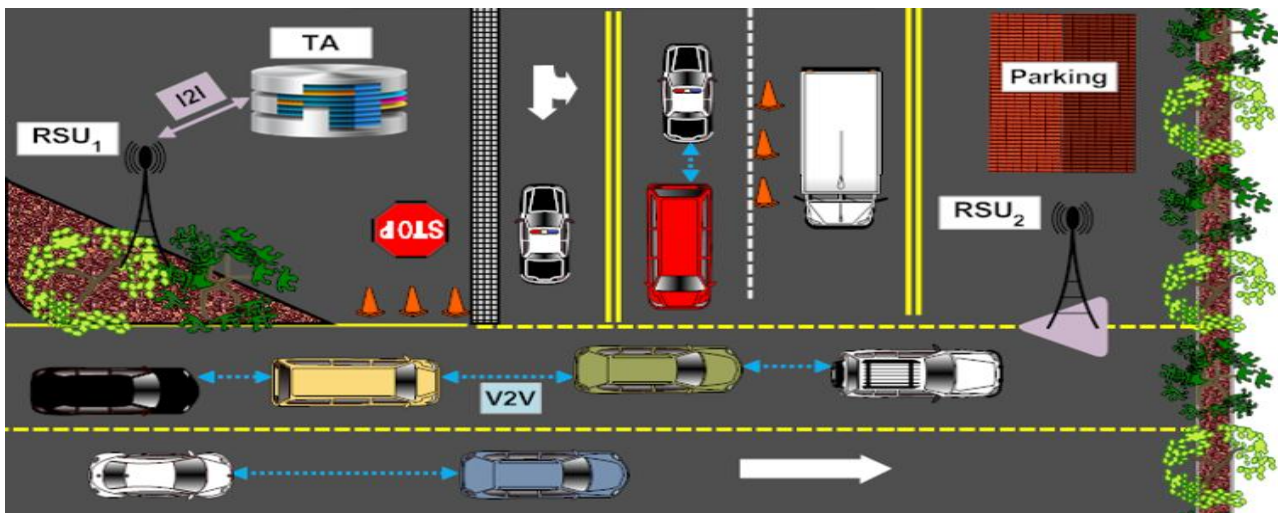 TA
I2I
RSU1
STOP
Parking
RSU2
V2V